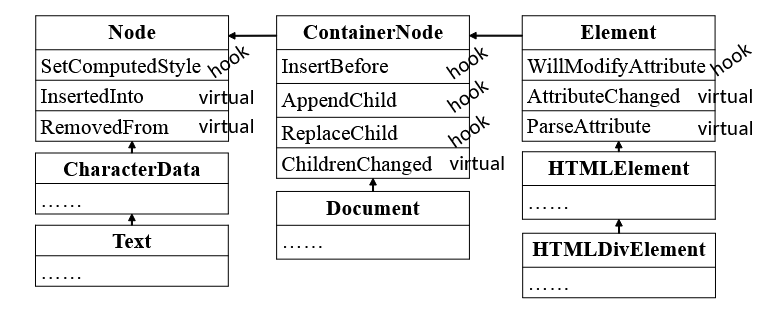 Node
SetComputedStyle hook
InsertedInto virtual
RemovedFrom virtual
CharacterData
......
Text
......
ContainerNode
InsertBefore hook
AppendChild hook
ReplaceChild hook
ChildrenChanged virtual
Document
......
Element
WillModifyAttribute hook
AttributeChanged virtual
ParseAttribute virtual
HTMLElement
......
HTMLDivElement
......